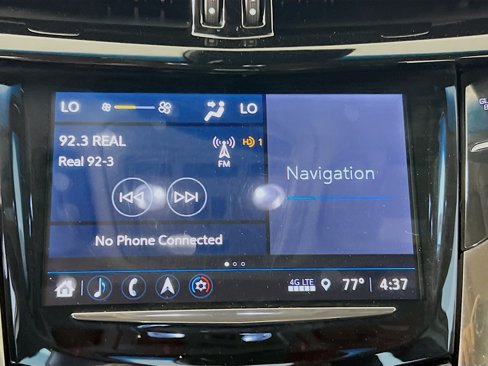 LO
LO
92.3 REAL
Real 92-3
HD 1
FM
Navigation
No Phone Connected
4G LTE
77°
4:37